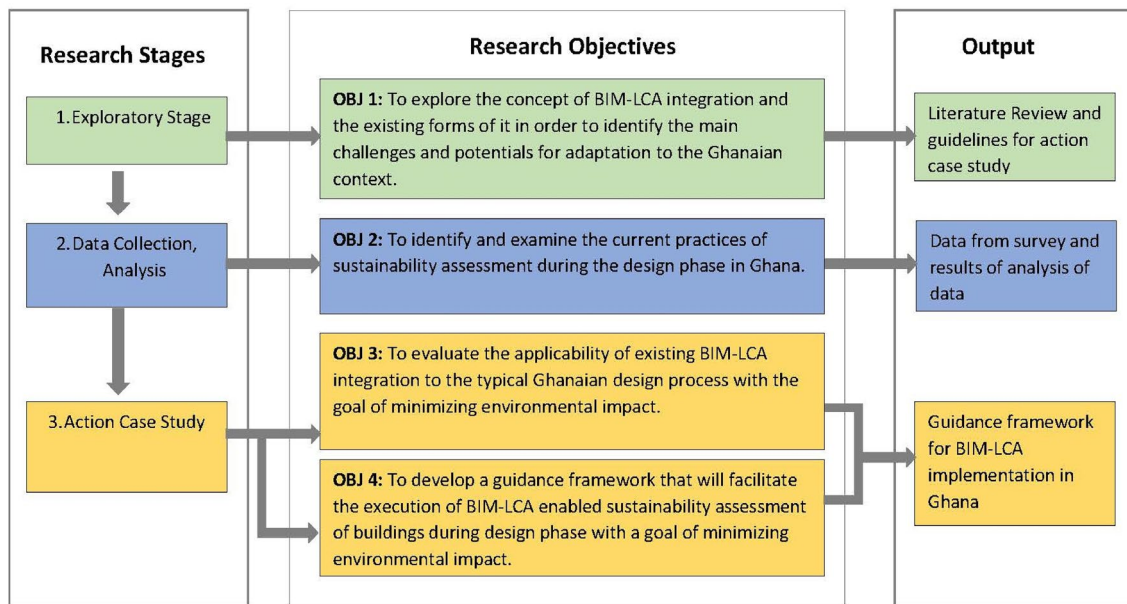 Research Stages
1.Exploratory Stage
2.Data Collection,
Analysis
3.Action Case Study
Research Objectives
OBJ 1: To explore the concept of BIM-LCA integration and
the existing forms of it in order to identify the main
challenges and potentials for adaptation to the Ghanaian
context.
OBJ 2: To identify and examine the current practices of
sustainability assessment during the design phase in Ghana.
OBJ 3: To evaluate the applicability of existing BIM-LCA
integration to the typical Ghanaian design process with the
goal of minimizing environmental impact.
OBJ 4: To develop a guidance framework that will facilitate
the execution of BIM-LCA enabled sustainability assessment
of buildings during design phase with a goal of minimizing
environmental impact.
Output
Literature Review and
guidelines for action
case study
Data from survey and
results of analysis of
data
Guidance framework
for BIM-LCA
implementation in
Ghana